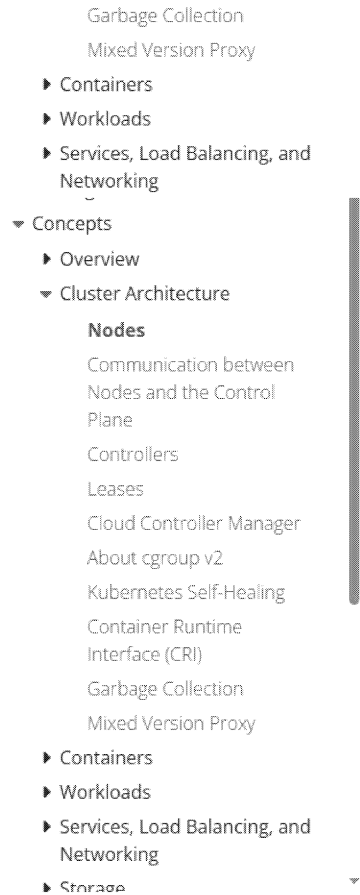 Garbage Collection
Mixed Version Proxy
Containers
Workloads
Services, Load Balancing, and
Networking
Concepts
Overview
Cluster Architecture
Nodes
Communication between
Nodes and the Control
Plane
Controllers
Leases
Cloud Controller Manager
About cgroup v2
Kubernetes Self-Healing
Container Runtime
Interface (CRI)
Garbage Collection
Mixed Version Proxy
Containers
Workloads
Services, Load Balancing, and
Networking
Storage